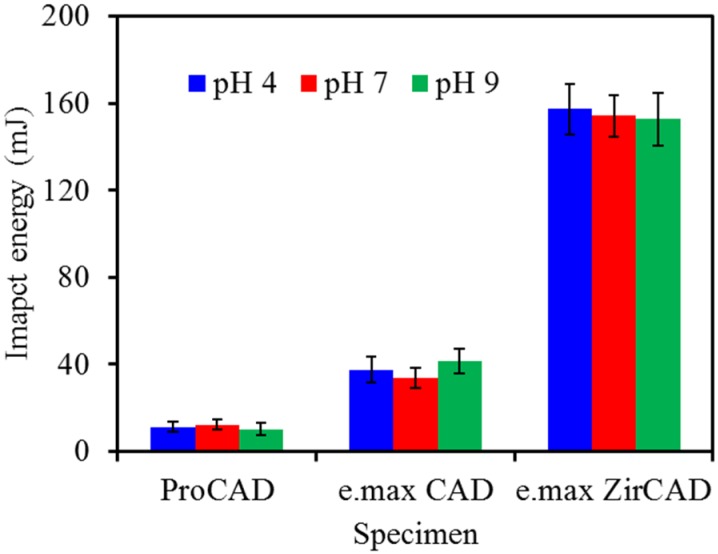 200
160
120
80
40
0
Imapct energy (mJ)
pH 4 pH 7 pH 9
ProCAD e.max CAD e.max ZirCAD
Specimen